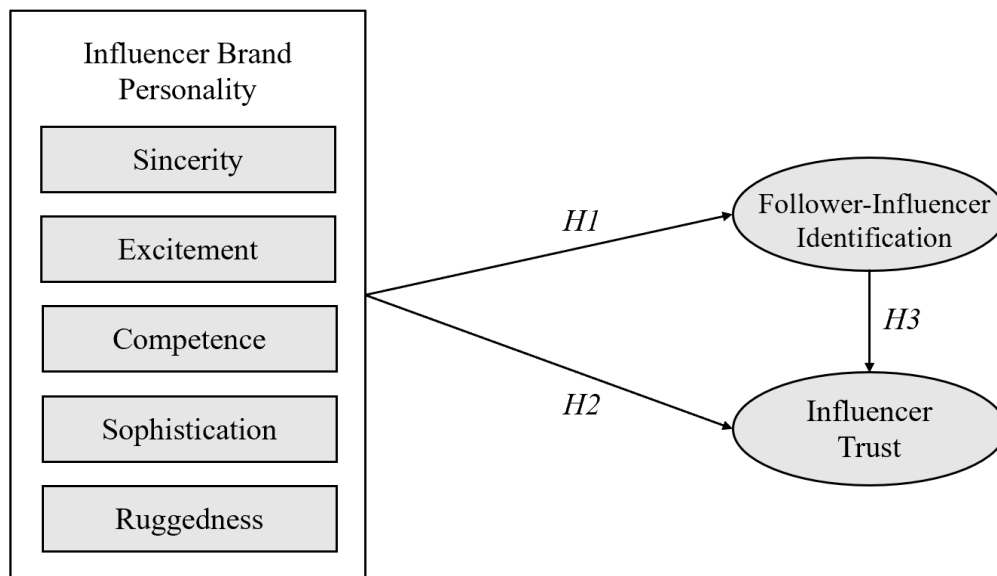 Influencer Brand
Personality
Sincerity
Excitement
Competence
Sophistication
Ruggedness
H1
H2
Follower-Influencer
Identification
H3
Influencer
Trust